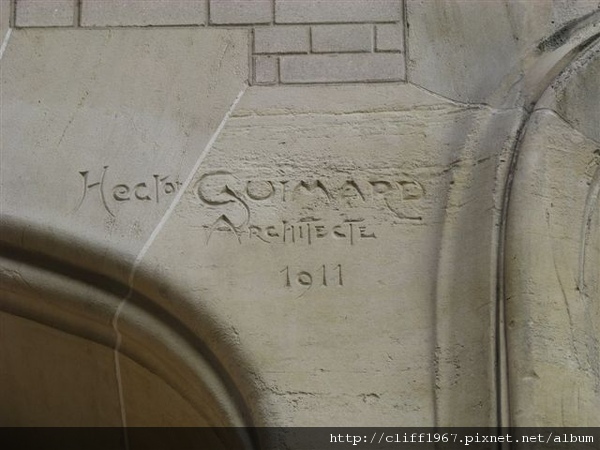 Hector GUIMARD
ARCHITECTE
1911
http://cliff1967.pixnet.net/album